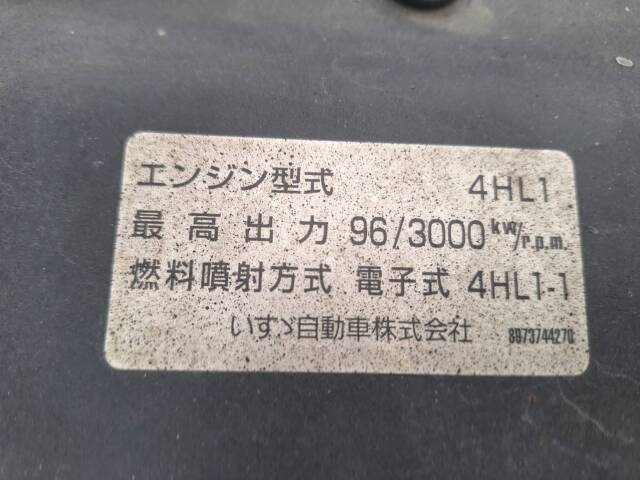 エンジン型式 4HL1
最高出力 96/3000 kW/r.p.m.
燃料噴射方式 電子式 4HL1-1
いすゞ自動車株式会社 8973744270